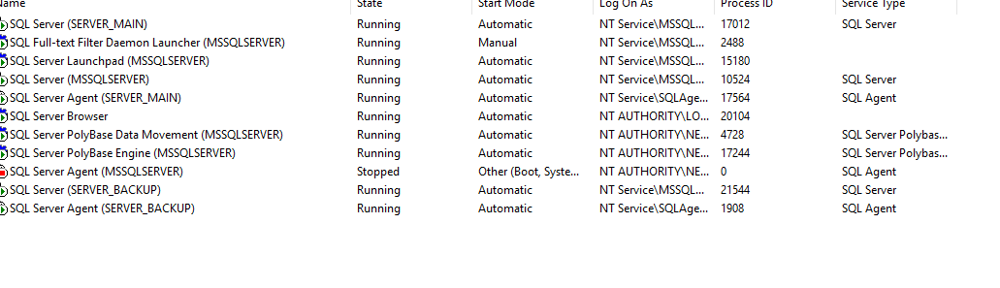 Name State Start Mode Log On As Process ID Service Type
SQL Server (SERVER_MAIN) Running Automatic NT Service\MSSQL... 17012 SQL Server
SQL Full-text Filter Daemon Launcher (MSSQLSERVER) Running Manual NT Service\MSSQL... 2488
SQL Server Launchpad (MSSQLSERVER) Running Automatic NT Service\MSSQL... 15180
SQL Server (MSSQLSERVER) Running Automatic NT Service\MSSQL... 10524 SQL Server
SQL Server Agent (SERVER_MAIN) Running Automatic NT Service\SQLAge... 17564 SQL Agent
SQL Server Browser Running Automatic NT AUTHORITY\LO... 20104
SQL Server PolyBase Data Movement (MSSQLSERVER) Running Automatic NT AUTHORITY\NE... 4728 SQL Server Polybas...
SQL Server PolyBase Engine (MSSQLSERVER) Running Automatic NT AUTHORITY\NE... 17244 SQL Server Polybas...
SQL Server Agent (MSSQLSERVER) Stopped Other (Boot, Syste... NT AUTHORITY\NE... 0 SQL Agent
SQL Server (SERVER_BACKUP) Running Automatic NT Service\MSSQL... 21544 SQL Server
SQL Server Agent (SERVER_BACKUP) Running Automatic NT Service\SQLAge... 1908 SQL Agent